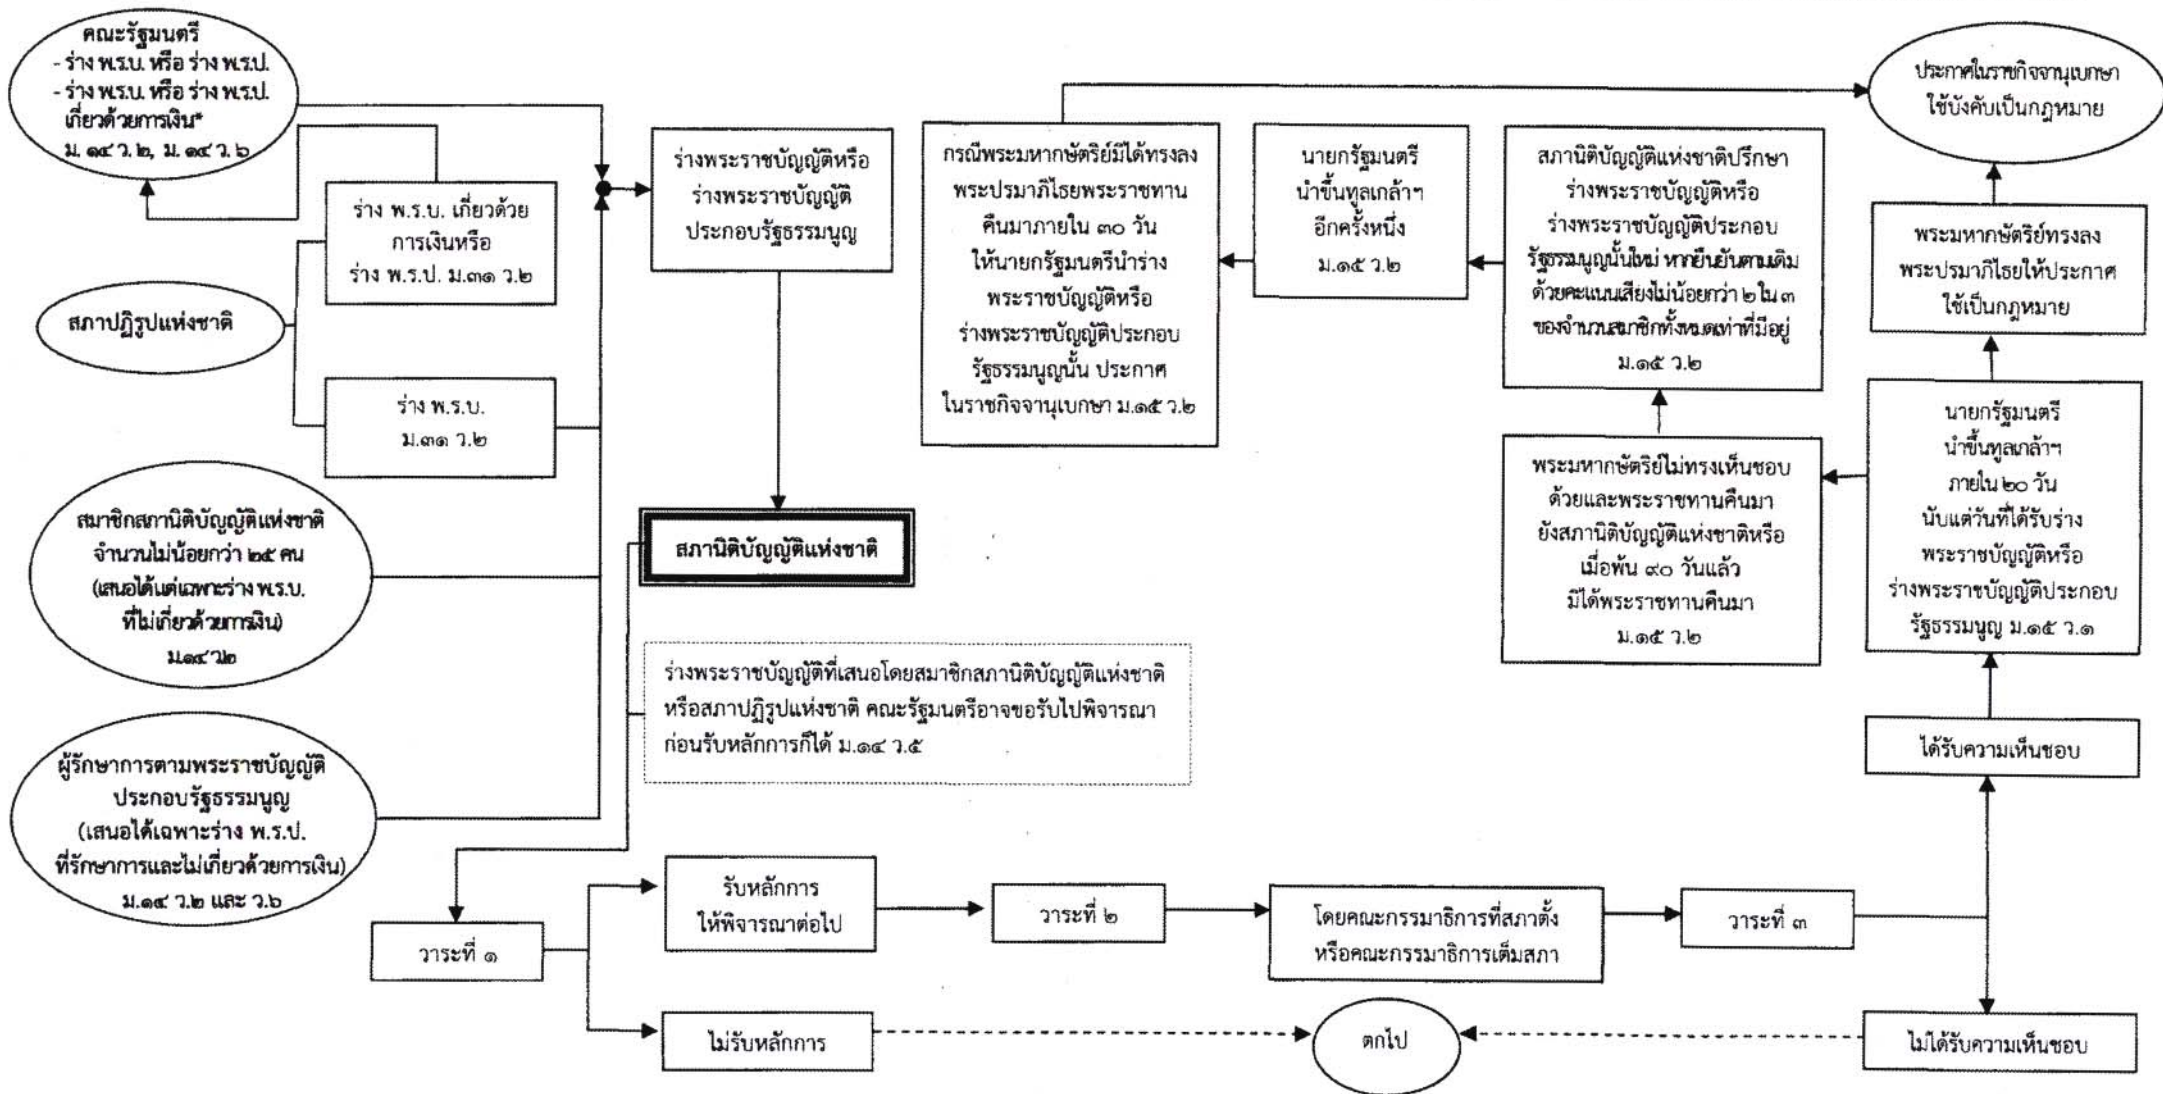 คณะรัฐมนตรี
- ร่าง พ.ร.บ. หรือ ร่าง พ.ร.ป.
- ร่าง พ.ร.บ. หรือ ร่าง พ.ร.ป.
เกี่ยวด้วยการเงิน*
ม. ๑๔ ว. ๒, ม. ๑๔ ว. ๖
ร่าง พ.ร.บ. เกี่ยวด้วย
การเงินหรือ
ร่าง พ.ร.ป. ม.๓๑ ว.๒
สภาปฏิรูปแห่งชาติ
ร่าง พ.ร.บ.
ม.๓๑ ว.๒
สมาชิกสภานิติบัญญัติแห่งชาติ
จำนวนไม่น้อยกว่า ๒๕ คน
(เสนอได้แต่เฉพาะร่าง พ.ร.บ.
ที่ไม่เกี่ยวด้วยการเงิน)
ม.๑๔ ว.๒
ผู้รักษาการตามพระราชบัญญัติ
ประกอบรัฐธรรมนูญ
(เสนอได้เฉพาะร่าง พ.ร.ป.
ที่รักษาการและไม่เกี่ยวด้วยการเงิน)
ม.๑๔ ว.๒ และ ว.๖
ร่างพระราชบัญญัติหรือ
ร่างพระราชบัญญัติ
ประกอบรัฐธรรมนูญ
สภานิติบัญญัติแห่งชาติ
ร่างพระราชบัญญัติที่เสนอโดยสมาชิกสภานิติบัญญัติแห่งชาติ
หรือสภาปฏิรูปแห่งชาติ คณะรัฐมนตรีอาจขอรับไปพิจารณา
ก่อนรับหลักการก็ได้ ม.๑๔ ว.๕
วาระที่ ๑
รับหลักการ
ให้พิจารณาต่อไป
ไม่รับหลักการ
วาระที่ ๒
โดยคณะกรรมาธิการที่สภาตั้ง
หรือคณะกรรมาธิการเต็มสภา
วาระที่ ๓
ตกไป
ไม่ได้รับความเห็นชอบ
ได้รับความเห็นชอบ
นายกรัฐมนตรี
นำขึ้นทูลเกล้าฯ
ภายใน ๒๐ วัน
นับแต่วันที่ได้รับร่าง
พระราชบัญญัติหรือ
ร่างพระราชบัญญัติประกอบ
รัฐธรรมนูญ ม.๑๕ ว.๑
พระมหากษัตริย์ทรงลง
พระปรมาภิไธยให้ประกาศ
ใช้เป็นกฎหมาย
ประกาศในราชกิจจานุเบกษา
ใช้บังคับเป็นกฎหมาย
พระมหากษัตริย์ไม่ทรงเห็นชอบ
ด้วยและพระราชทานคืนมา
ยังสภานิติบัญญัติแห่งชาติหรือ
เมื่อพ้น ๙๐ วันแล้ว
มิได้พระราชทานคืนมา
ม.๑๕ ว.๒
สภานิติบัญญัติแห่งชาติปรึกษา
ร่างพระราชบัญญัติหรือ
ร่างพระราชบัญญัติประกอบ
รัฐธรรมนูญนั้นใหม่ หากยืนยันตามเดิม
ด้วยคะแนนเสียงไม่น้อยกว่า ๒ ใน ๓
ของจำนวนสมาชิกทั้งหมดเท่าที่มีอยู่
ม.๑๕ ว.๒
นายกรัฐมนตรี
นำขึ้นทูลเกล้าฯ
อีกครั้งหนึ่ง
ม.๑๕ ว.๒
กรณีพระมหากษัตริย์มิได้ทรงลง
พระปรมาภิไธยพระราชทาน
คืนมาภายใน ๓๐ วัน
ให้นายกรัฐมนตรีนำร่าง
พระราชบัญญัติหรือ
ร่างพระราชบัญญัติประกอบ
รัฐธรรมนูญนั้น ประกาศ
ในราชกิจจานุเบกษา ม.๑๕ ว.๒